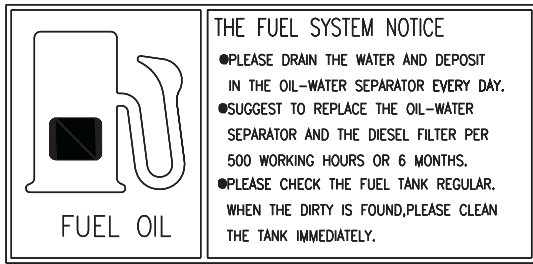 THE FUEL SYSTEM NOTICE
●PLEASE DRAIN THE WATER AND DEPOSIT
IN THE OIL-WATER SEPARATOR EVERY DAY.
●SUGGEST TO REPLACE THE OIL-WATER
SEPARATOR AND THE DIESEL FILTER PER
500 WORKING HOURS OR 6 MONTHS.
●PLEASE CHECK THE FUEL TANK REGULAR.
WHEN THE DIRTY IS FOUND,PLEASE CLEAN
THE TANK IMMEDIATELY.
FUEL OIL